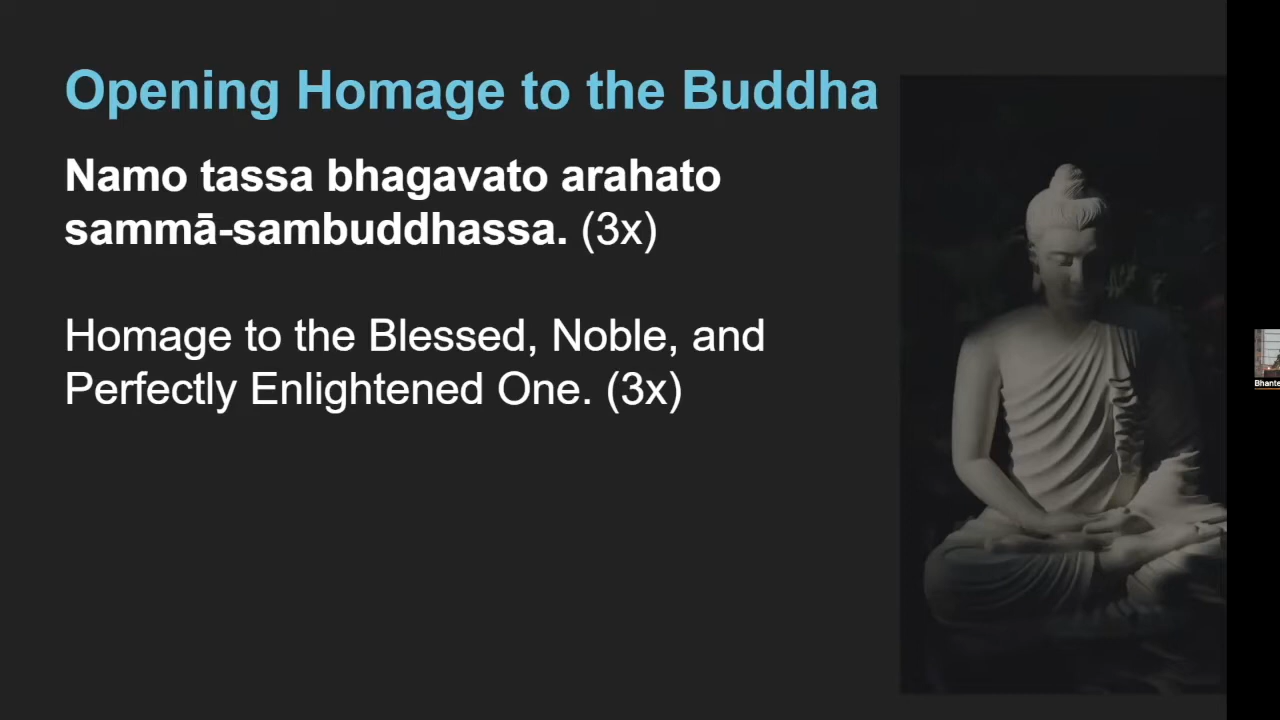 Opening Homage to the Buddha
Namo tassa bhagavato arahato
sammā-sambuddhassa. (3x)
Homage to the Blessed, Noble, and
Perfectly Enlightened One. (3x)
Bhante